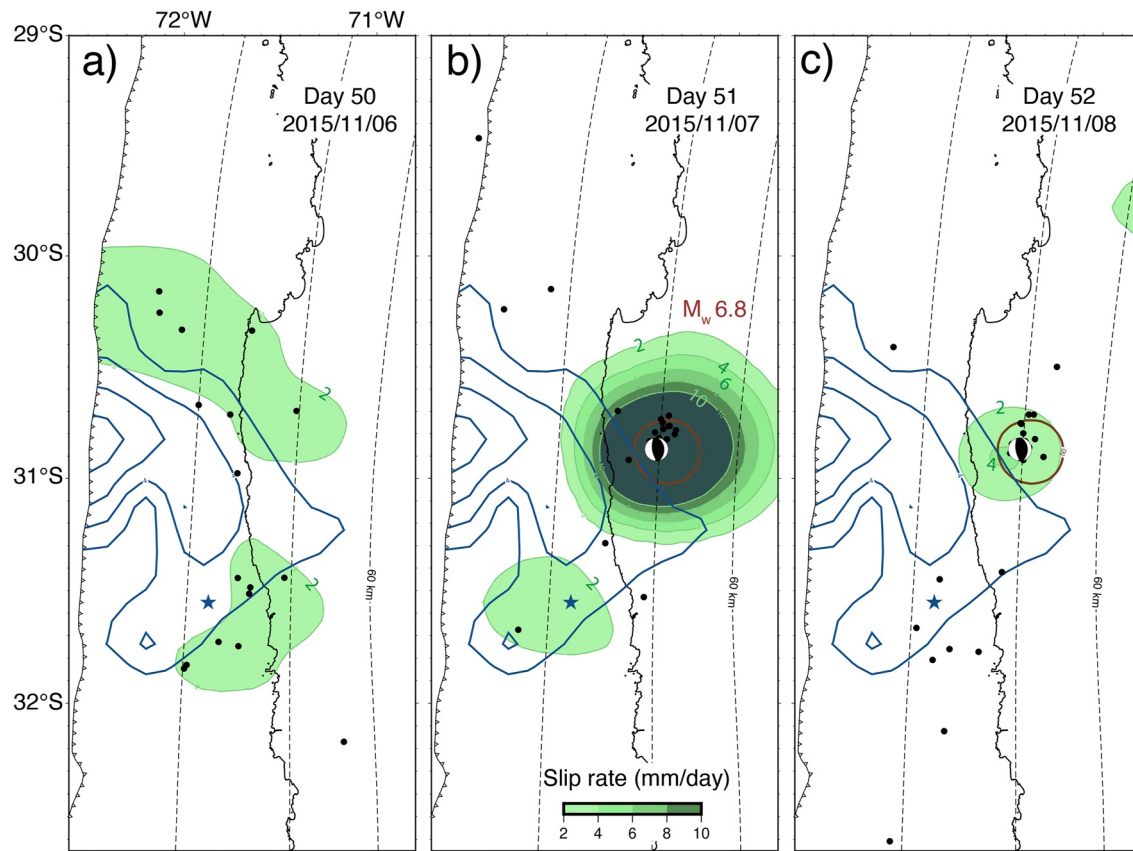 72°W
71°W
29°S
30°S
31°S
32°S
a)
Day 50
2015/11/06
2
2
60 km
b)
Day 51
2015/11/07
M_w 6.8
2
4
6
10
2
60 km
Slip rate (mm/day)
2 4 6 8 10
c)
Day 52
2015/11/08
2
4
60 km